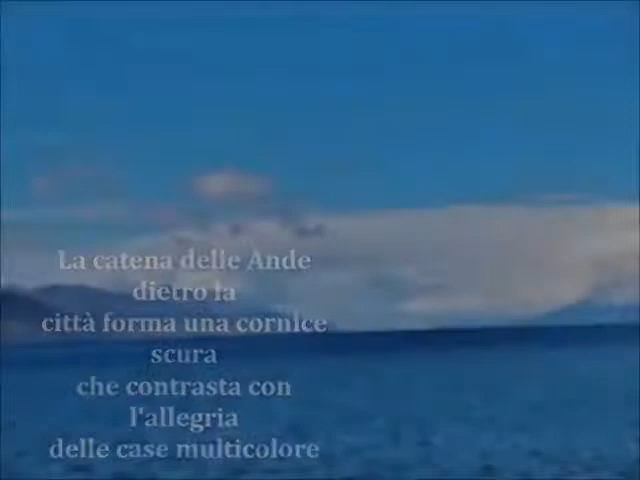 La catena delle Ande
dietro la
città forma una cornice
scura
che contrasta con
l'allegria
delle case multicolore